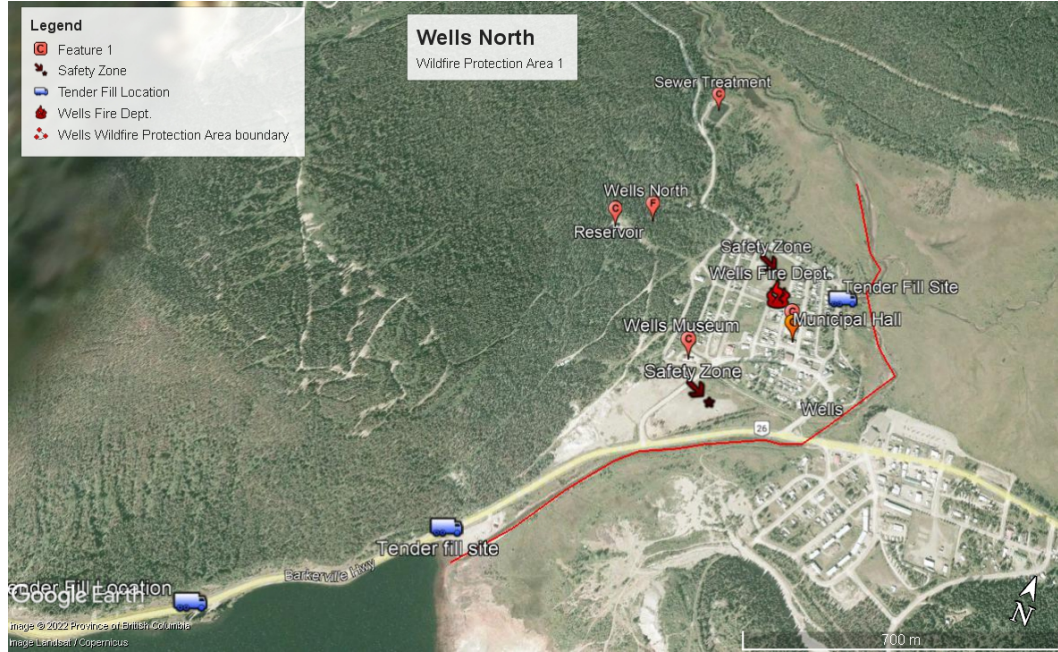 Legend
Feature 1
Safety Zone
Tender Fill Location
Wells Fire Dept.
Wells Wildfire Protection Area boundary
Wells North
Wildfire Protection Area 1
Sewer Treatment
C
Wells North
C
F
Reservoir
Safety Zone
Wells Fire Dept.
Tender Fill Site
C
Municipal Hall
Wells Museum
C
Safety Zone
Wells
26
Tender fill site
Barkerville Hwy
ender Fill Location
Google Earth
Image © 2022 Province of British Columbia
Image Landsat / Copernicus
N
700 m